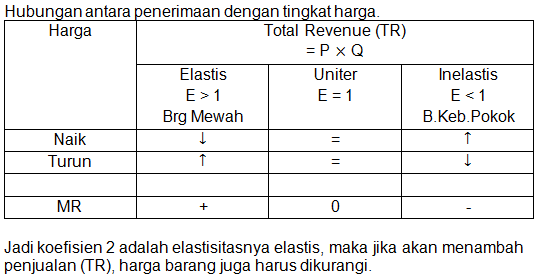 Hubungan antara penerimaan dengan tingkat harga.
Harga Total Revenue (TR)
= P × Q
Elastis Uniter Inelastis
E > 1 E = 1 E < 1
Brg Mewah B.Keb.Pokok
Naik ↓ = ↑
Turun ↑ = ↓
MR + 0 -
Jadi koefisien 2 adalah elastisitasnya elastis, maka jika akan menambah
penjualan (TR), harga barang juga harus dikurangi.